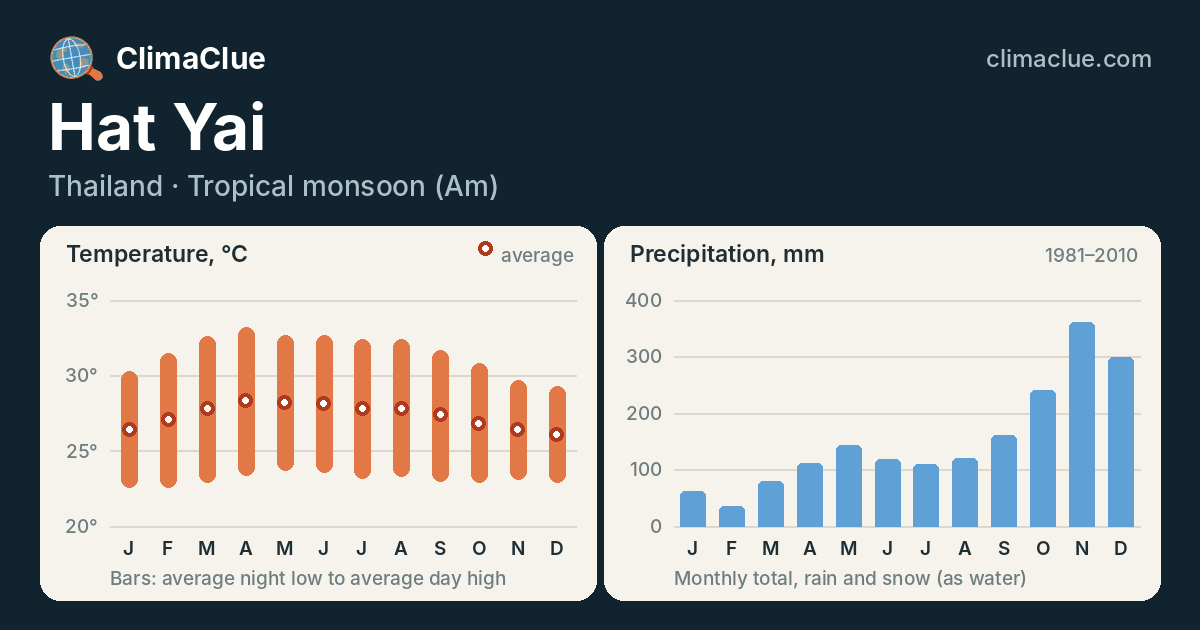 ClimaClue
climaclue.com
Hat Yai
Thailand · Tropical monsoon (Am)
Temperature, °C
average
35°
30°
25°
20°
J F M A M J J A S O N D
Bars: average night low to average day high
Precipitation, mm
1981–2010
400
300
200
100
0
J F M A M J J A S O N D
Monthly total, rain and snow (as water)